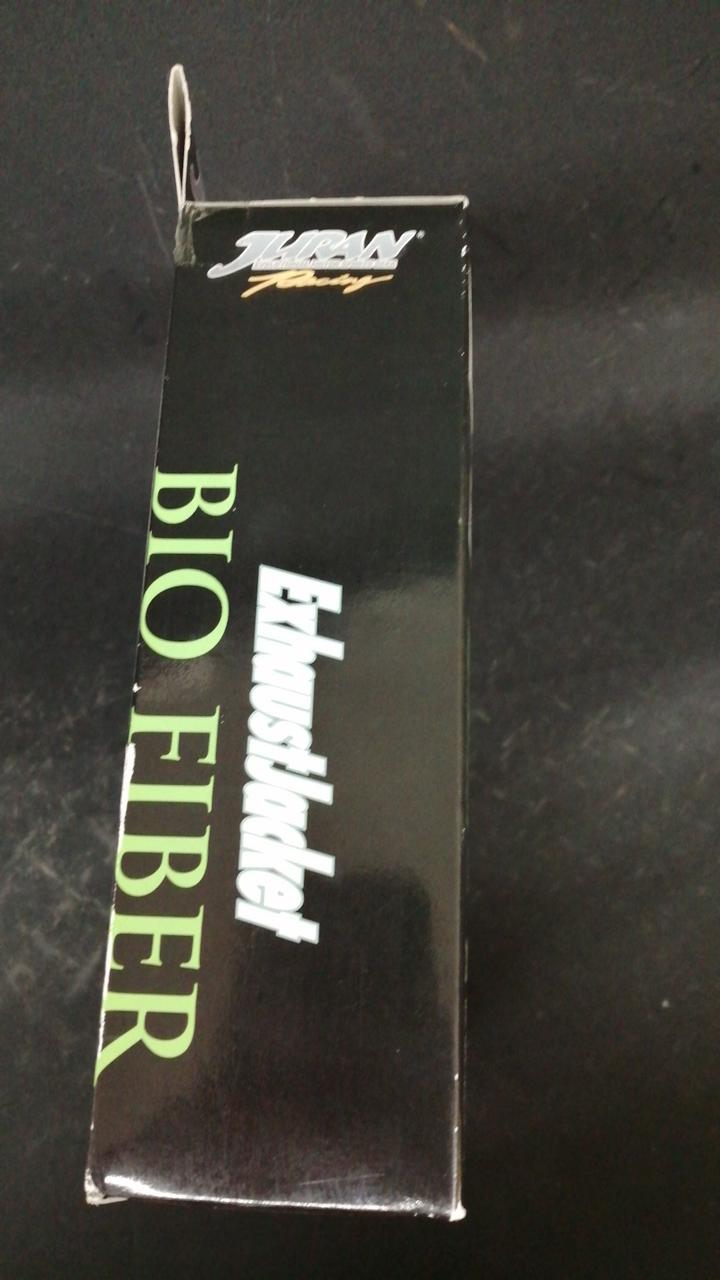 JURAN
Racing
ExhaustJacket
BIO FIBER